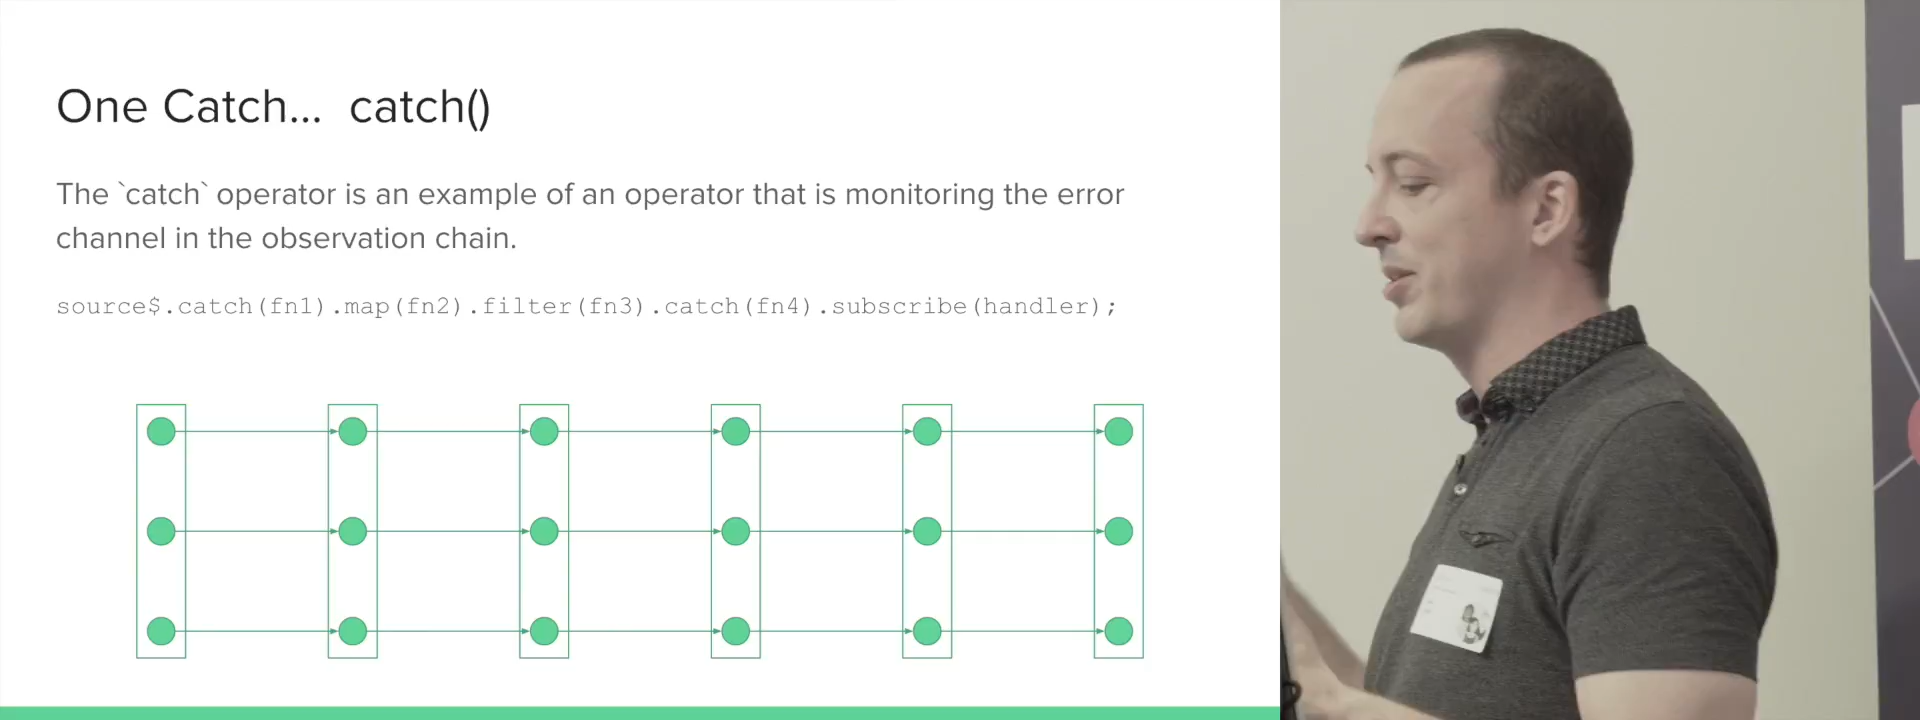 One Catch... catch()
The `catch` operator is an example of an operator that is monitoring the error
channel in the observation chain.
source$.catch(fn1).map(fn2).filter(fn3).catch(fn4).subscribe(handler);